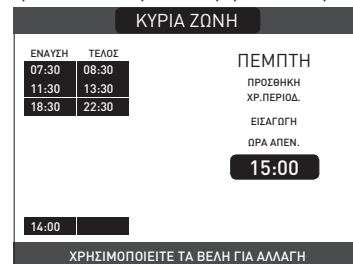 ΚΥΡΙΑ ΖΩΝΗ
ΕΝΑΥΣΗ ΤΕΛΟΣ
07:30 08:30
11:30 13:30
18:30 22:30
14:00
ΠΕΜΠΤΗ
ΠΡΟΣΘΗΚΗ
ΧΡ.ΠΕΡΙΟΔ.
ΕΙΣΑΓΩΓΗ
ΩΡΑ ΑΠΕΝ.
15:00
ΧΡΗΣΙΜΟΠΟΙΕΙΤΕ ΤΑ ΒΕΛΗ ΓΙΑ ΑΛΛΑΓΗ